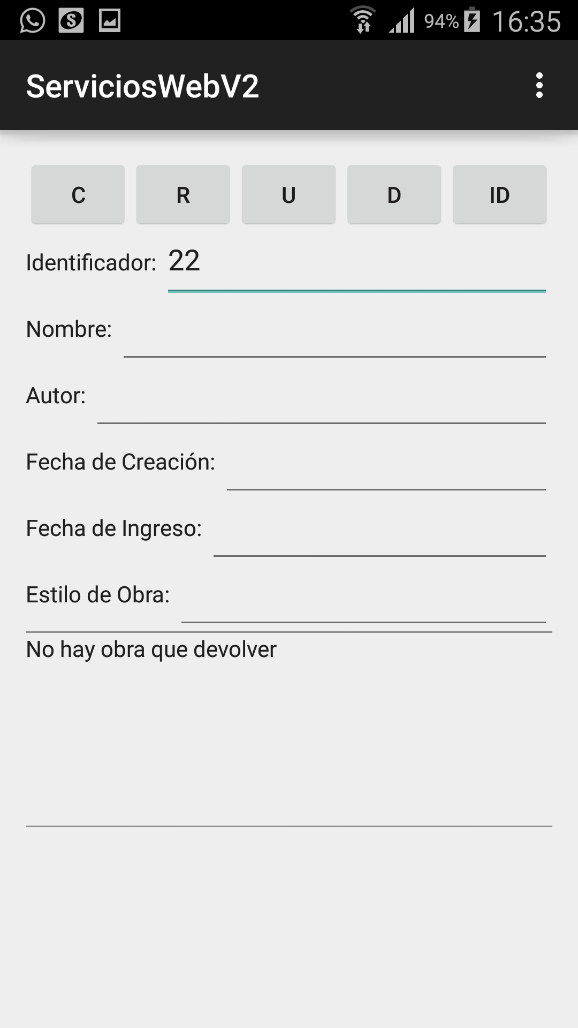 94% 16:35
ServiciosWebV2
C R U D ID
Identificador: 22
Nombre:
Autor:
Fecha de Creación:
Fecha de Ingreso:
Estilo de Obra:
No hay obra que devolver